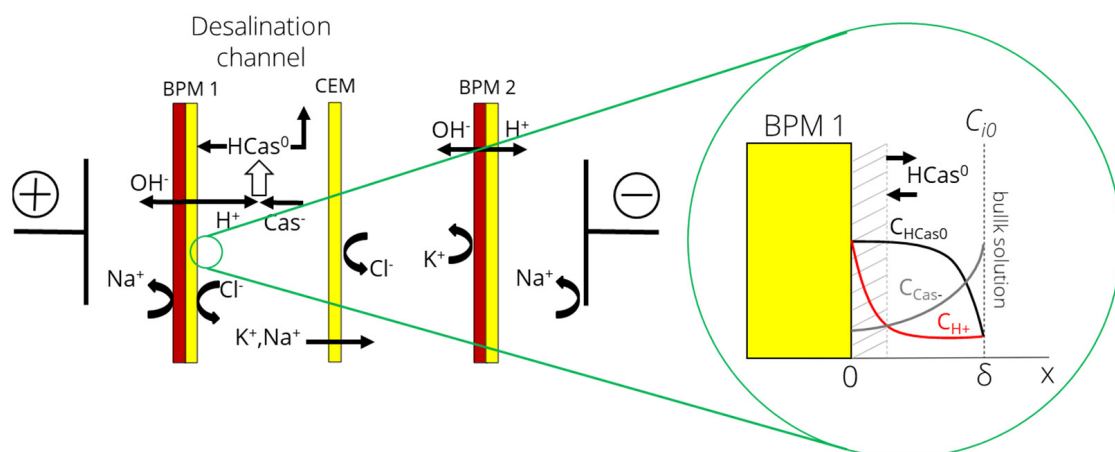 Desalination
channel
BPM 1
CEM
BPM 2
HCas⁰
OH⁻
H⁺
Cas⁻
Na⁺
Cl⁻
K⁺,Na⁺
Cl⁻
OH⁻
H⁺
K⁺
Na⁺
BPM 1
C_i0
HCas⁰
C_HCas0
C_Cas-
C_H+
bullk solution
0
δ
x